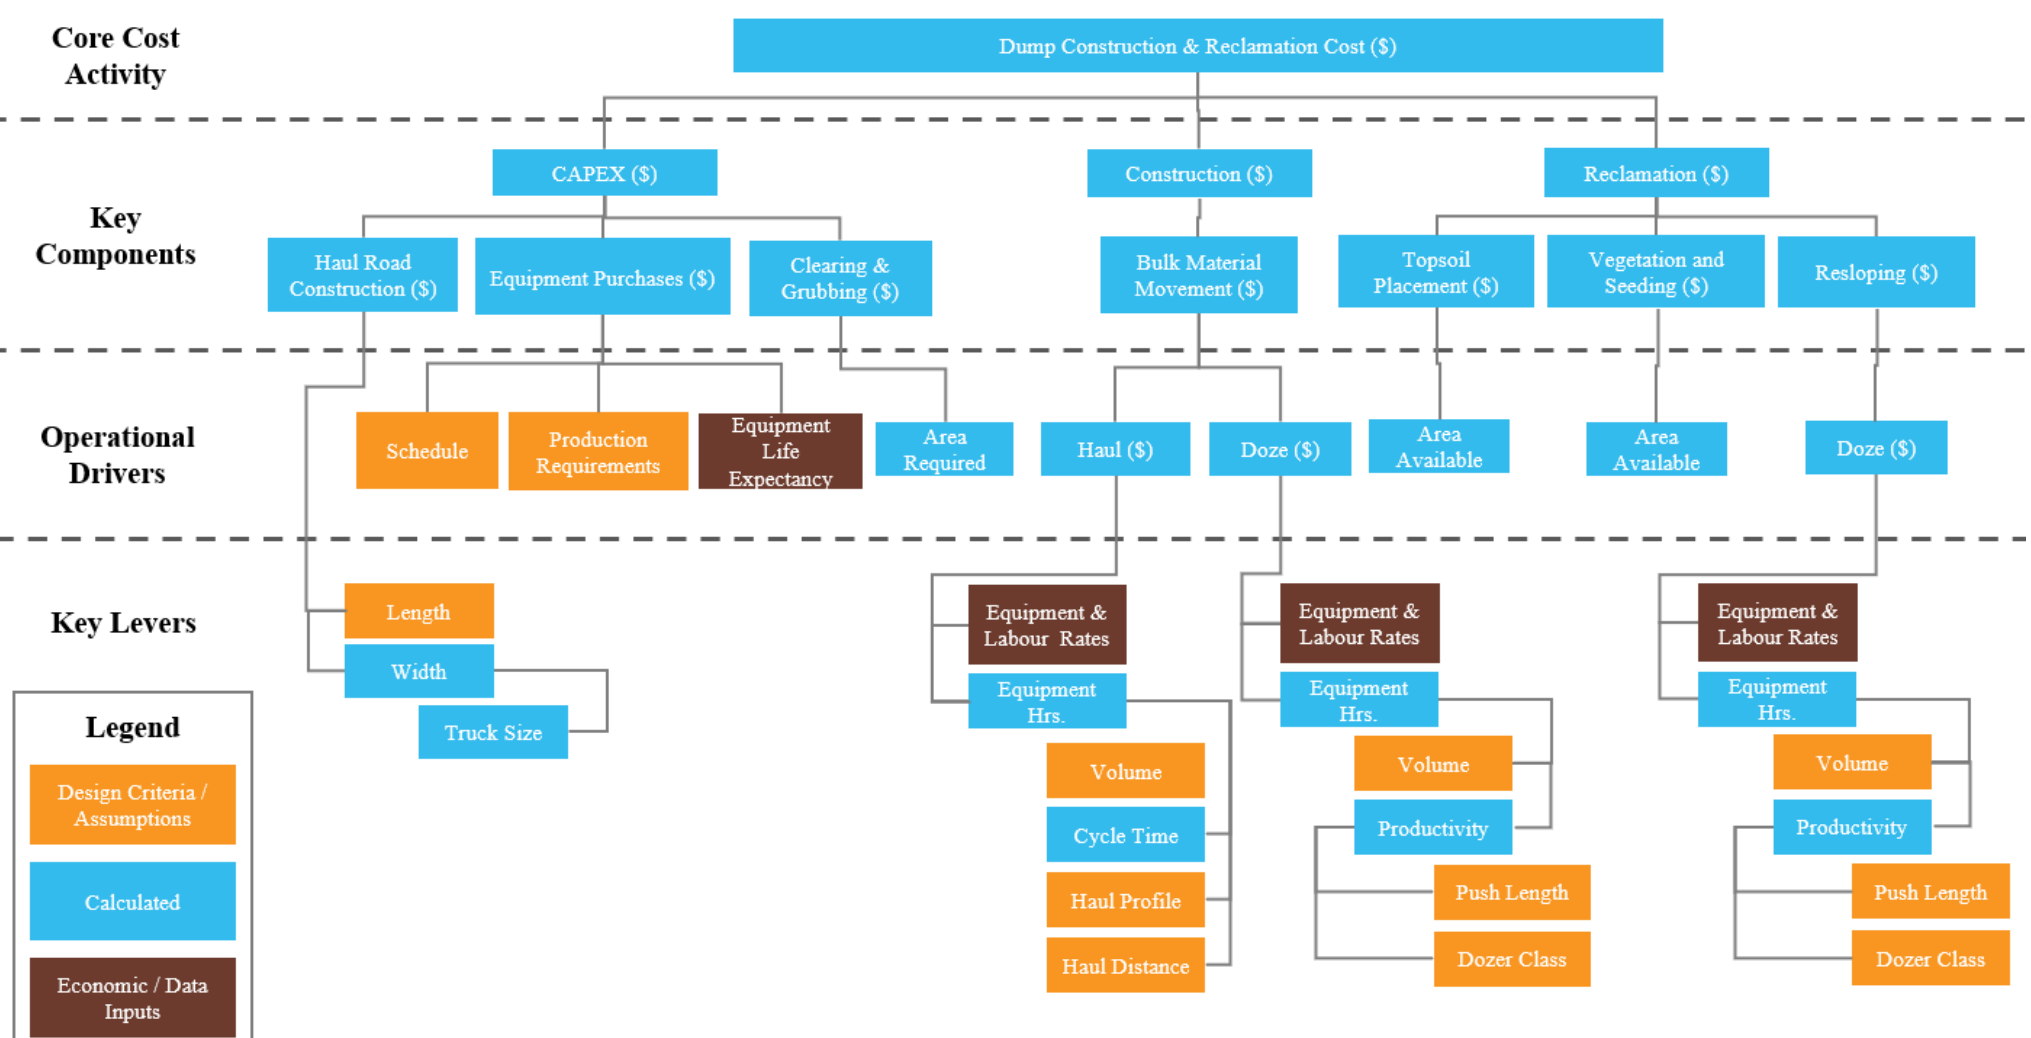 Core Cost
Activity
Dump Construction & Reclamation Cost ($)
Key
Components
CAPEX ($)
Construction ($)
Reclamation ($)
Haul Road
Construction ($)
Equipment Purchases ($)
Clearing &
Grubbing ($)
Bulk Material
Movement ($)
Topsoil
Placement ($)
Vegetation and
Seeding ($)
Resloping ($)
Operational
Drivers
Schedule
Production
Requirements
Equipment
Life
Expectancy
Area
Required
Haul ($)
Doze ($)
Area
Available
Area
Available
Doze ($)
Key Levers
Length
Width
Truck Size
Equipment &
Labour Rates
Equipment
Hrs.
Volume
Cycle Time
Haul Profile
Haul Distance
Equipment &
Labour Rates
Equipment
Hrs.
Volume
Productivity
Push Length
Dozer Class
Equipment &
Labour Rates
Equipment
Hrs.
Volume
Productivity
Push Length
Dozer Class
Legend
Design Criteria /
Assumptions
Calculated
Economic / Data
Inputs